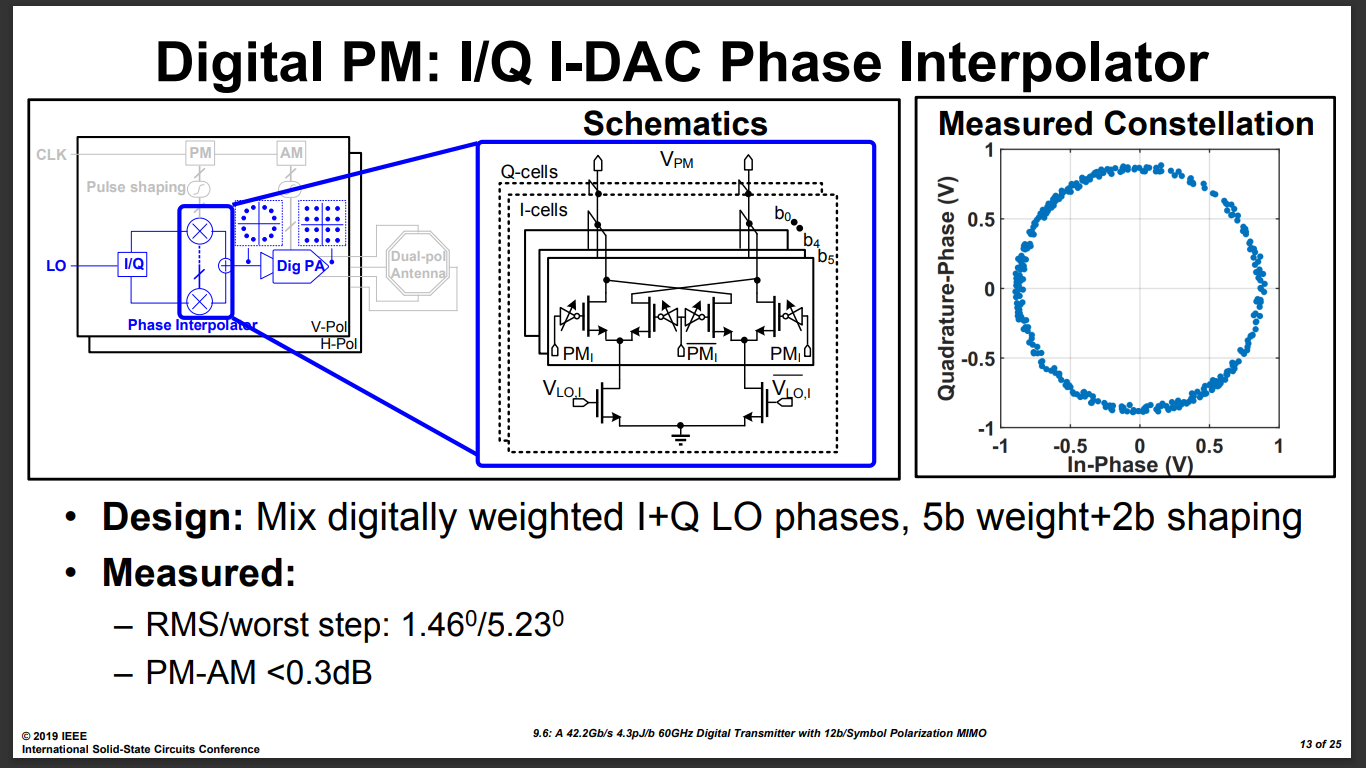 Digital PM: I/Q I-DAC Phase Interpolator
Schematics
CLK
PM
AM
Pulse shaping
LO
I/Q
Dig PA
Dual-pol
Antenna
Phase Interpolator
V-Pol
H-Pol
Q-cells
VPM
I-cells
b0
b4
b5
PMI
P̅M̅I
PMI
VLO,I
V̅LO,I
Measured Constellation
Quadrature-Phase (V)
1
0.5
0
-0.5
-1
-1 -0.5 0 0.5 1
In-Phase (V)
• Design: Mix digitally weighted I+Q LO phases, 5b weight+2b shaping
• Measured:
– RMS/worst step: 1.46⁰/5.23⁰
– PM-AM <0.3dB
© 2019 IEEE
International Solid-State Circuits Conference
9.6: A 42.2Gb/s 4.3pJ/b 60GHz Digital Transmitter with 12b/Symbol Polarization MIMO
13 of 25